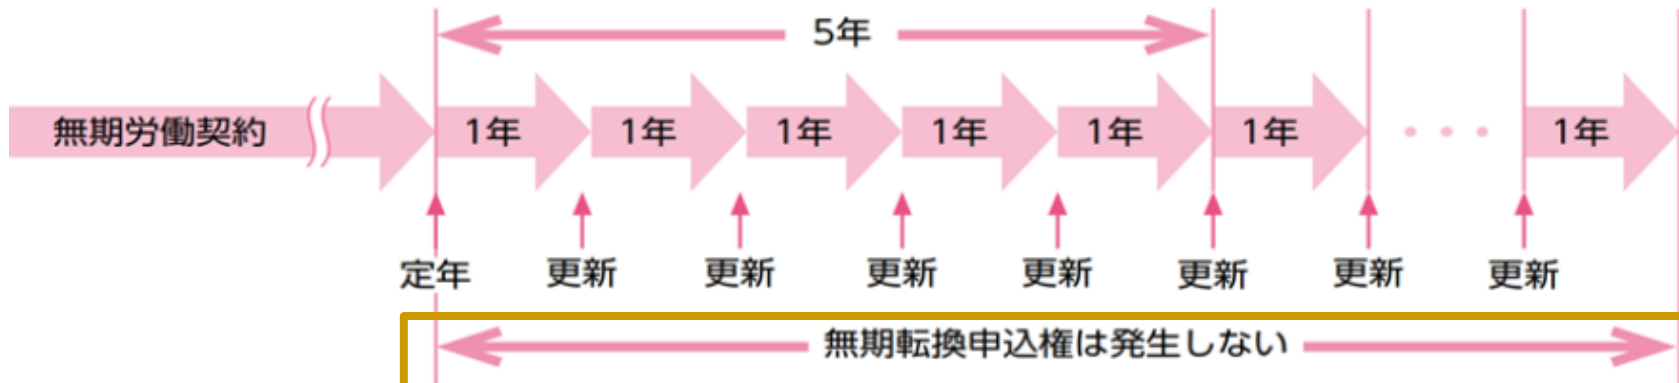 5年
無期労働契約 1年 1年 1年 1年 1年 1年 ・・・ 1年
定年 更新 更新 更新 更新 更新 更新 更新
無期転換申込権は発生しない